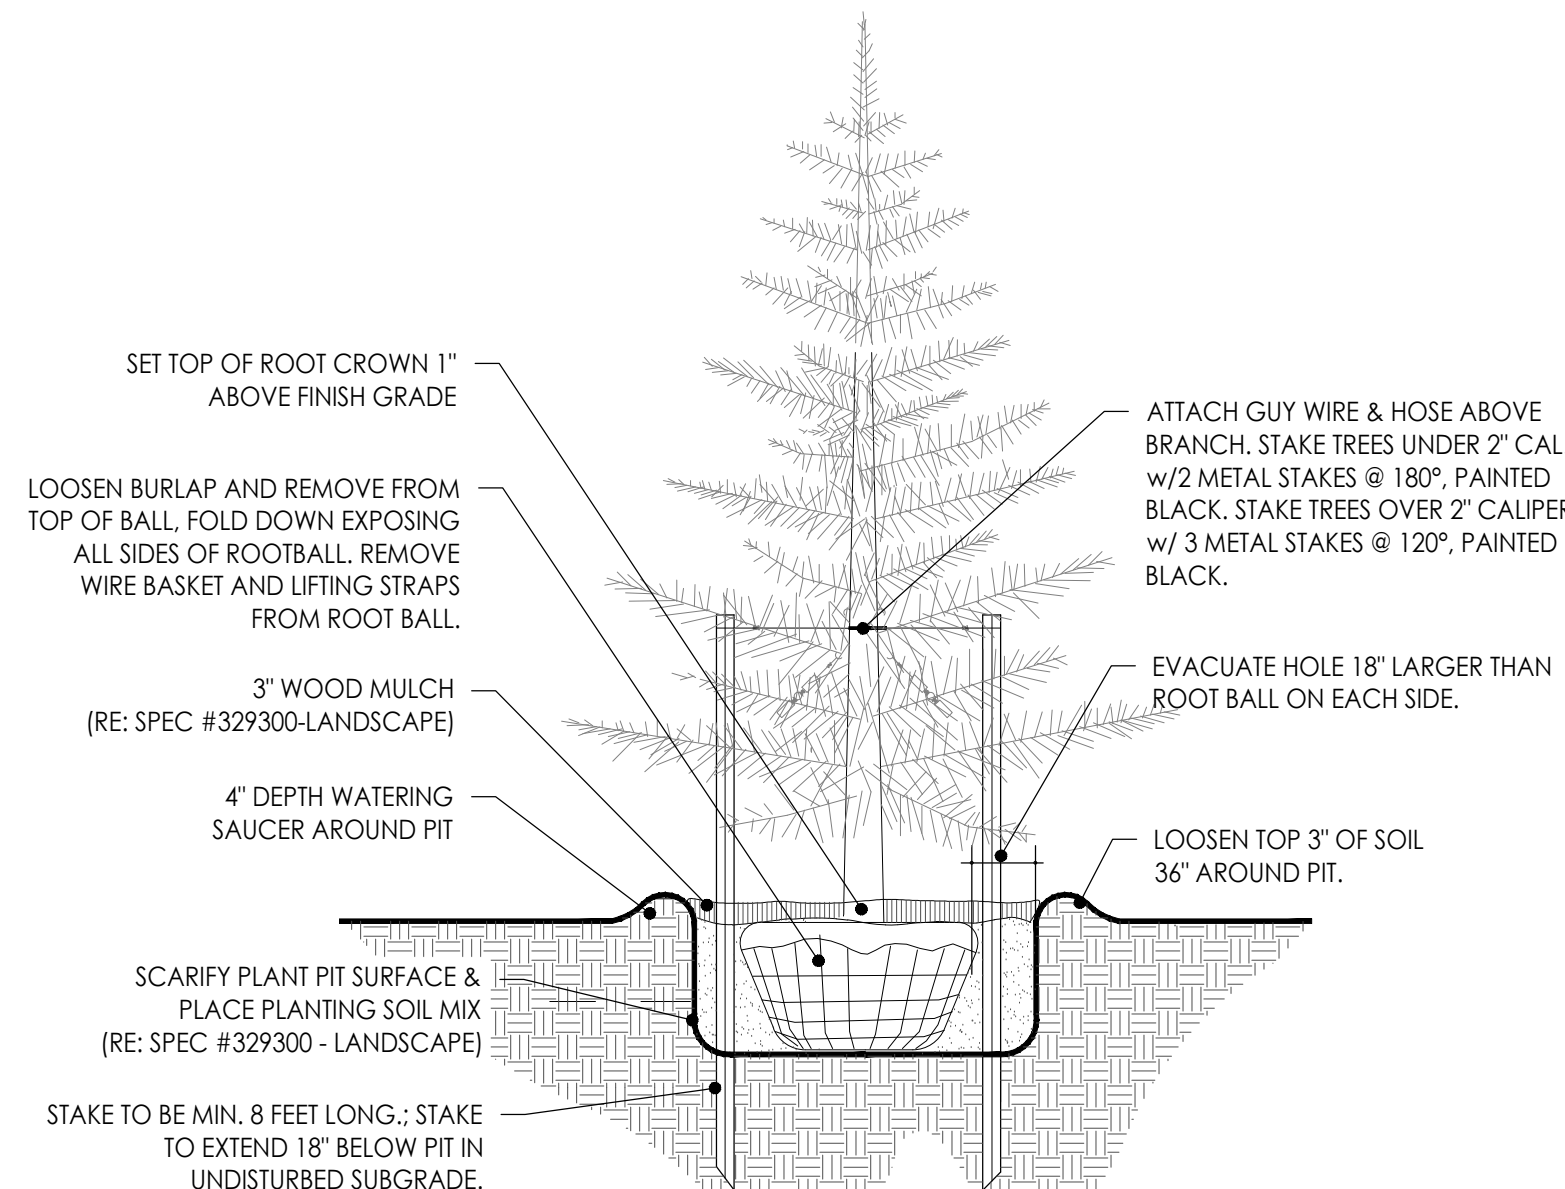 SET TOP OF ROOT CROWN 1"
ABOVE FINISH GRADE
LOOSEN BURLAP AND REMOVE FROM
TOP OF BALL, FOLD DOWN EXPOSING
ALL SIDES OF ROOTBALL. REMOVE
WIRE BASKET AND LIFTING STRAPS
FROM ROOT BALL.
3" WOOD MULCH
(RE: SPEC #329300-LANDSCAPE)
4" DEPTH WATERING
SAUCER AROUND PIT
SCARIFY PLANT PIT SURFACE &
PLACE PLANTING SOIL MIX
(RE: SPEC #329300 - LANDSCAPE)
STAKE TO BE MIN. 8 FEET LONG.; STAKE
TO EXTEND 18" BELOW PIT IN
UNDISTURBED SUBGRADE.
ATTACH GUY WIRE & HOSE ABOVE
BRANCH. STAKE TREES UNDER 2" CAL
w/2 METAL STAKES @ 180°, PAINTED
BLACK. STAKE TREES OVER 2" CALIPER
w/ 3 METAL STAKES @ 120°, PAINTED
BLACK.
EVACUATE HOLE 18" LARGER THAN
ROOT BALL ON EACH SIDE.
LOOSEN TOP 3" OF SOIL
36" AROUND PIT.